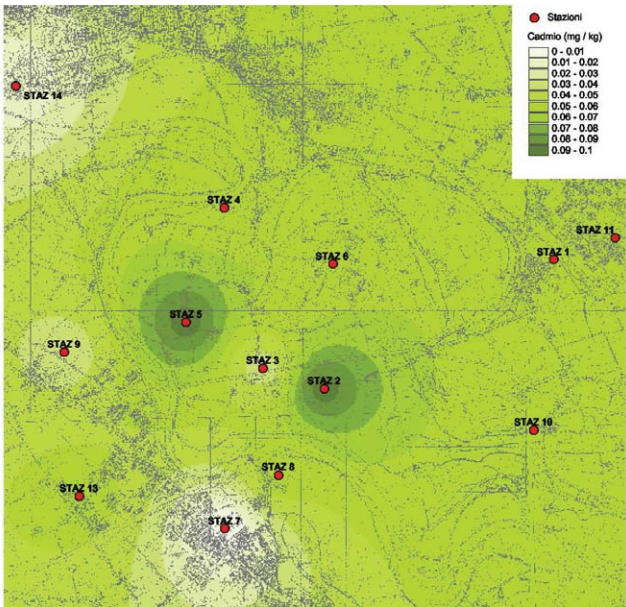 Stazioni
Cadmio (mg / kg)
0 - 0.01
0.01 - 0.02
0.02 - 0.03
0.03 - 0.04
0.04 - 0.05
0.05 - 0.06
0.06 - 0.07
0.07 - 0.08
0.08 - 0.09
0.09 - 0.1
STAZ 14
STAZ 4
STAZ 11
STAZ 1
STAZ 6
STAZ 5
STAZ 9
STAZ 3
STAZ 2
STAZ 10
STAZ 8
STAZ 13
STAZ 7